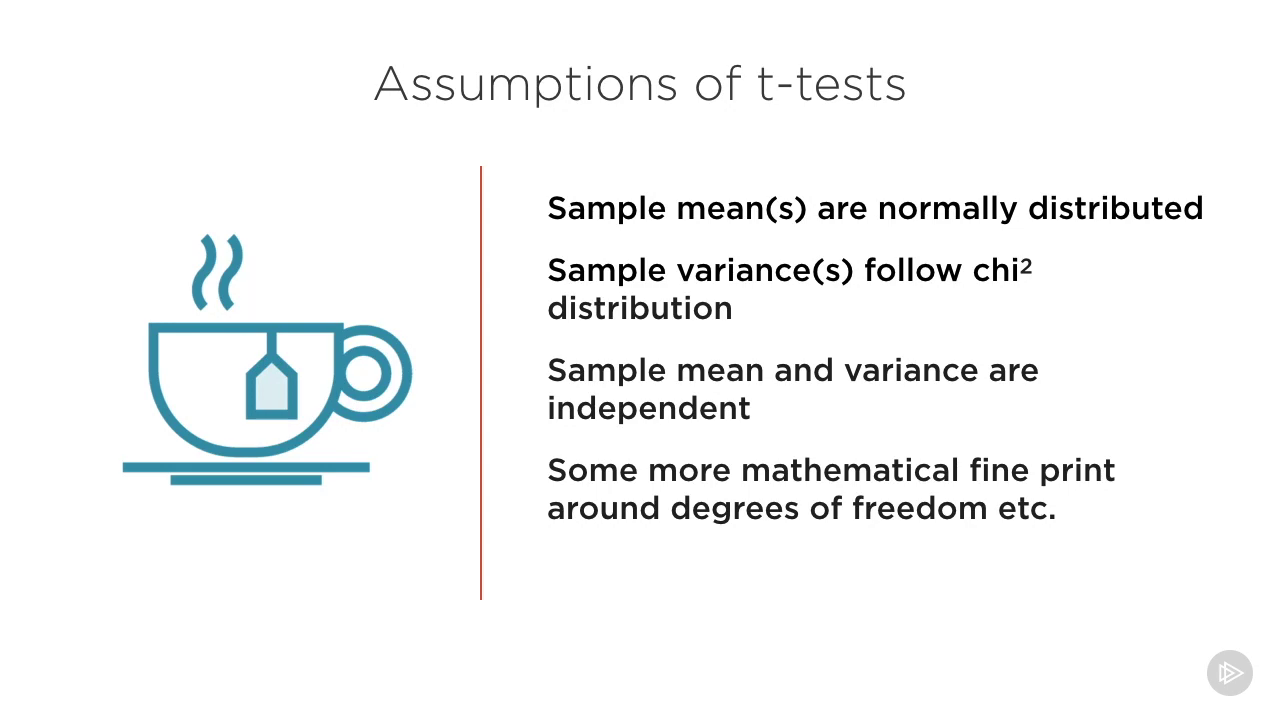 Assumptions of t-tests
Sample mean(s) are normally distributed
Sample variance(s) follow chi²
distribution
Sample mean and variance are
independent
Some more mathematical fine print
around degrees of freedom etc.